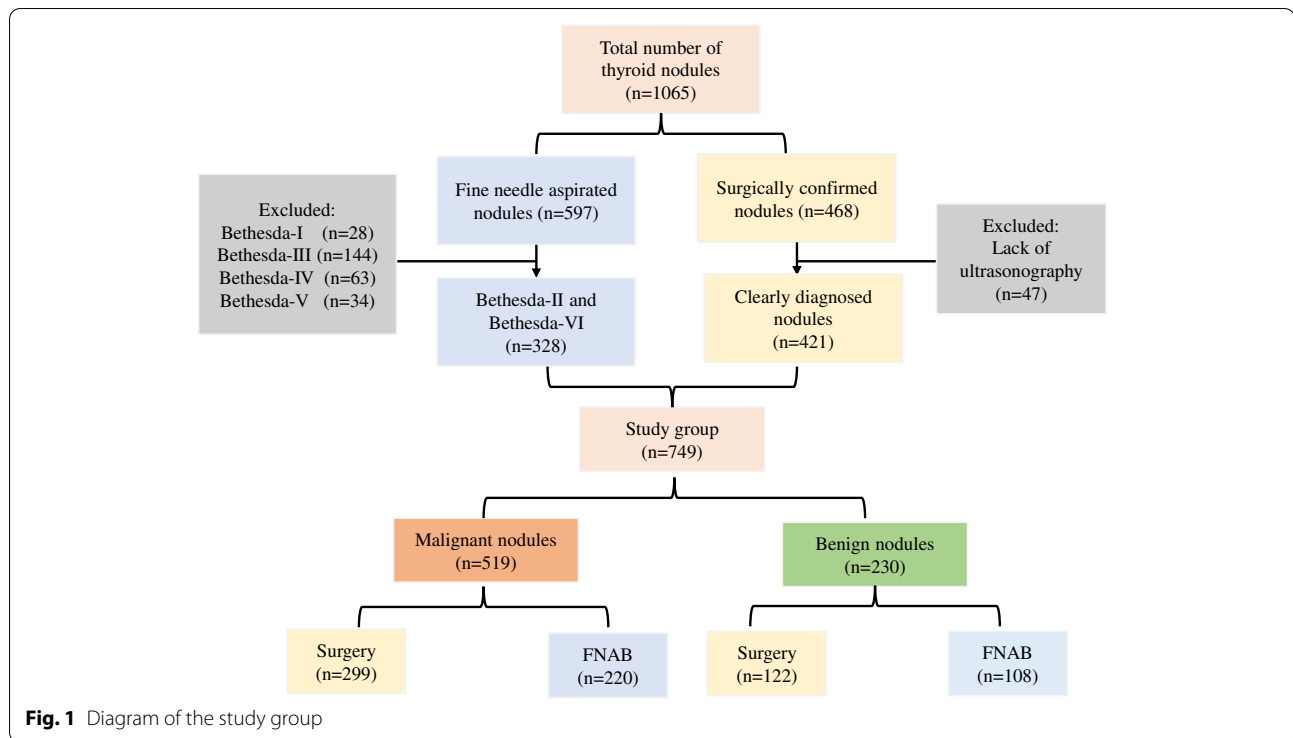 Total number of
thyroid nodules
(n=1065)
Fine needle aspirated
nodules (n=597)
Surgically confirmed
nodules (n=468)
Excluded:
Bethesda-I (n=28)
Bethesda-III (n=144)
Bethesda-IV (n=63)
Bethesda-V (n=34)
Excluded:
Lack of
ultrasonography
(n=47)
Bethesda-II and
Bethesda-VI
(n=328)
Clearly diagnosed
nodules
(n=421)
Study group
(n=749)
Malignant nodules
(n=519)
Benign nodules
(n=230)
Surgery
(n=299)
FNAB
(n=220)
Surgery
(n=122)
FNAB
(n=108)
Fig. 1 Diagram of the study group